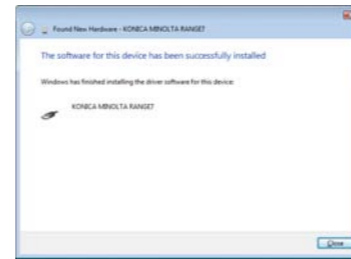 Found New Hardware - KONICA MINOLTA RANGE7
The software for this device has been successfully installed
Windows has finished installing the driver software for this device:
KONICA MINOLTA RANGE7
Close